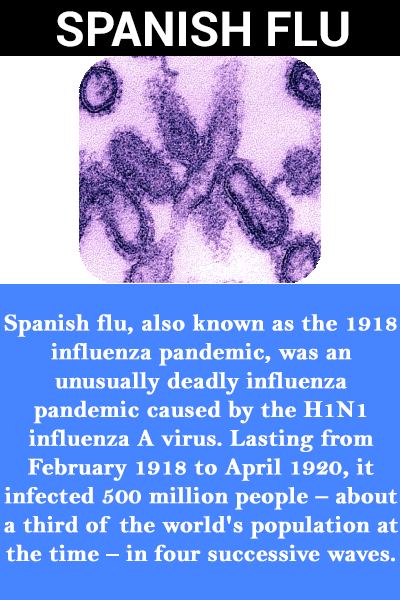 SPANISH FLU
Spanish flu, also known as the 1918
influenza pandemic, was an
unusually deadly influenza
pandemic caused by the H1N1
influenza A virus. Lasting from
February 1918 to April 1920, it
infected 500 million people – about
a third of the world's population at
the time – in four successive waves.